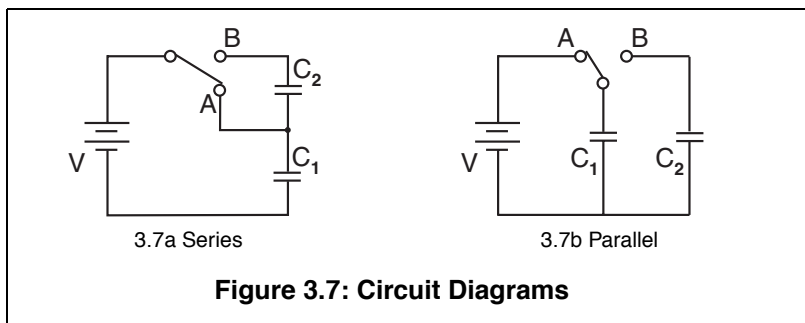 B
A
C₂
C₁
V
3.7a Series
A
B
V
C₁
C₂
3.7b Parallel
Figure 3.7: Circuit Diagrams